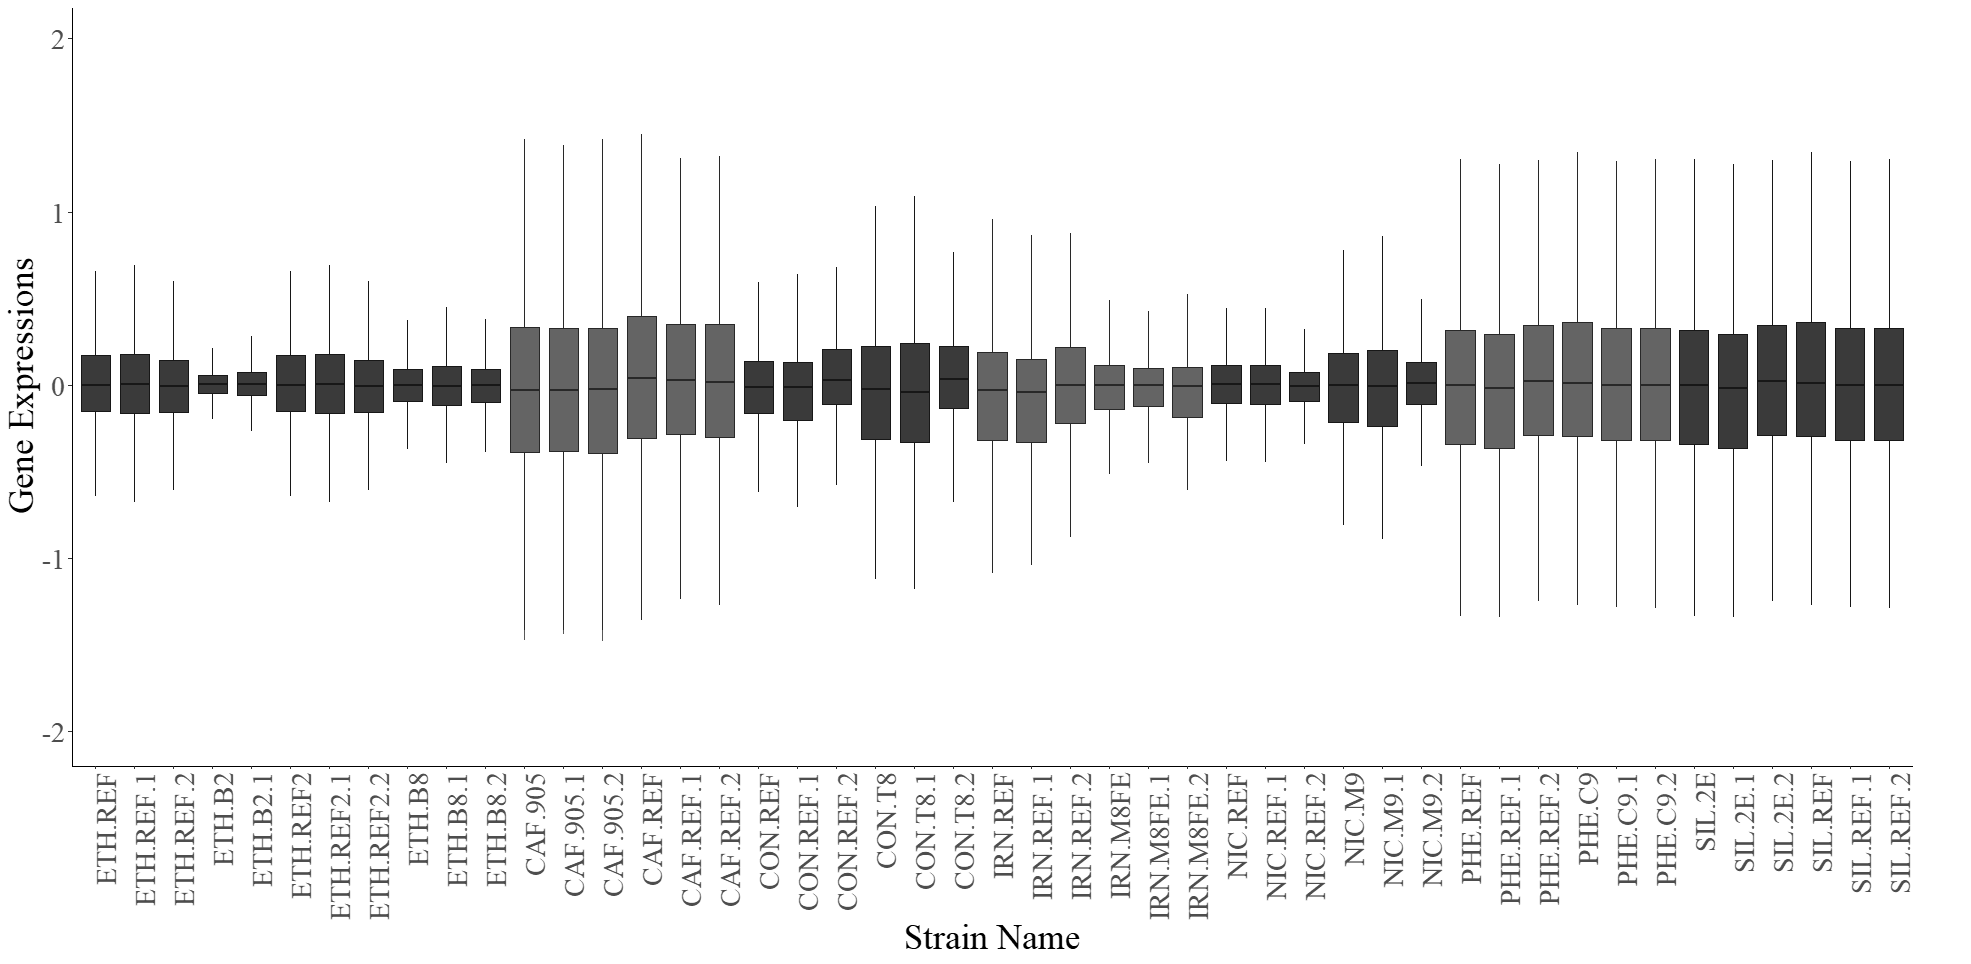 Gene Expressions
2
1
0
-1
-2
ETH.REF
ETH.REF.1
ETH.REF.2
ETH.B2
ETH.B2.1
ETH.REF2
ETH.REF2.1
ETH.REF2.2
ETH.B8
ETH.B8.1
ETH.B8.2
CAF.905
CAF.905.1
CAF.905.2
CAF.REF
CAF.REF.1
CAF.REF.2
CON.REF
CON.REF.1
CON.REF.2
CON.T8
CON.T8.1
CON.T8.2
IRN.REF
IRN.REF.1
IRN.REF.2
IRN.M8FE
IRN.M8FE.1
IRN.M8FE.2
NIC.REF
NIC.REF.1
NIC.REF.2
NIC.M9
NIC.M9.1
NIC.M9.2
PHE.REF
PHE.REF.1
PHE.REF.2
PHE.C9
PHE.C9.1
PHE.C9.2
SIL.2E
SIL.2E.1
SIL.2E.2
SIL.REF
SIL.REF.1
SIL.REF.2
Strain Name